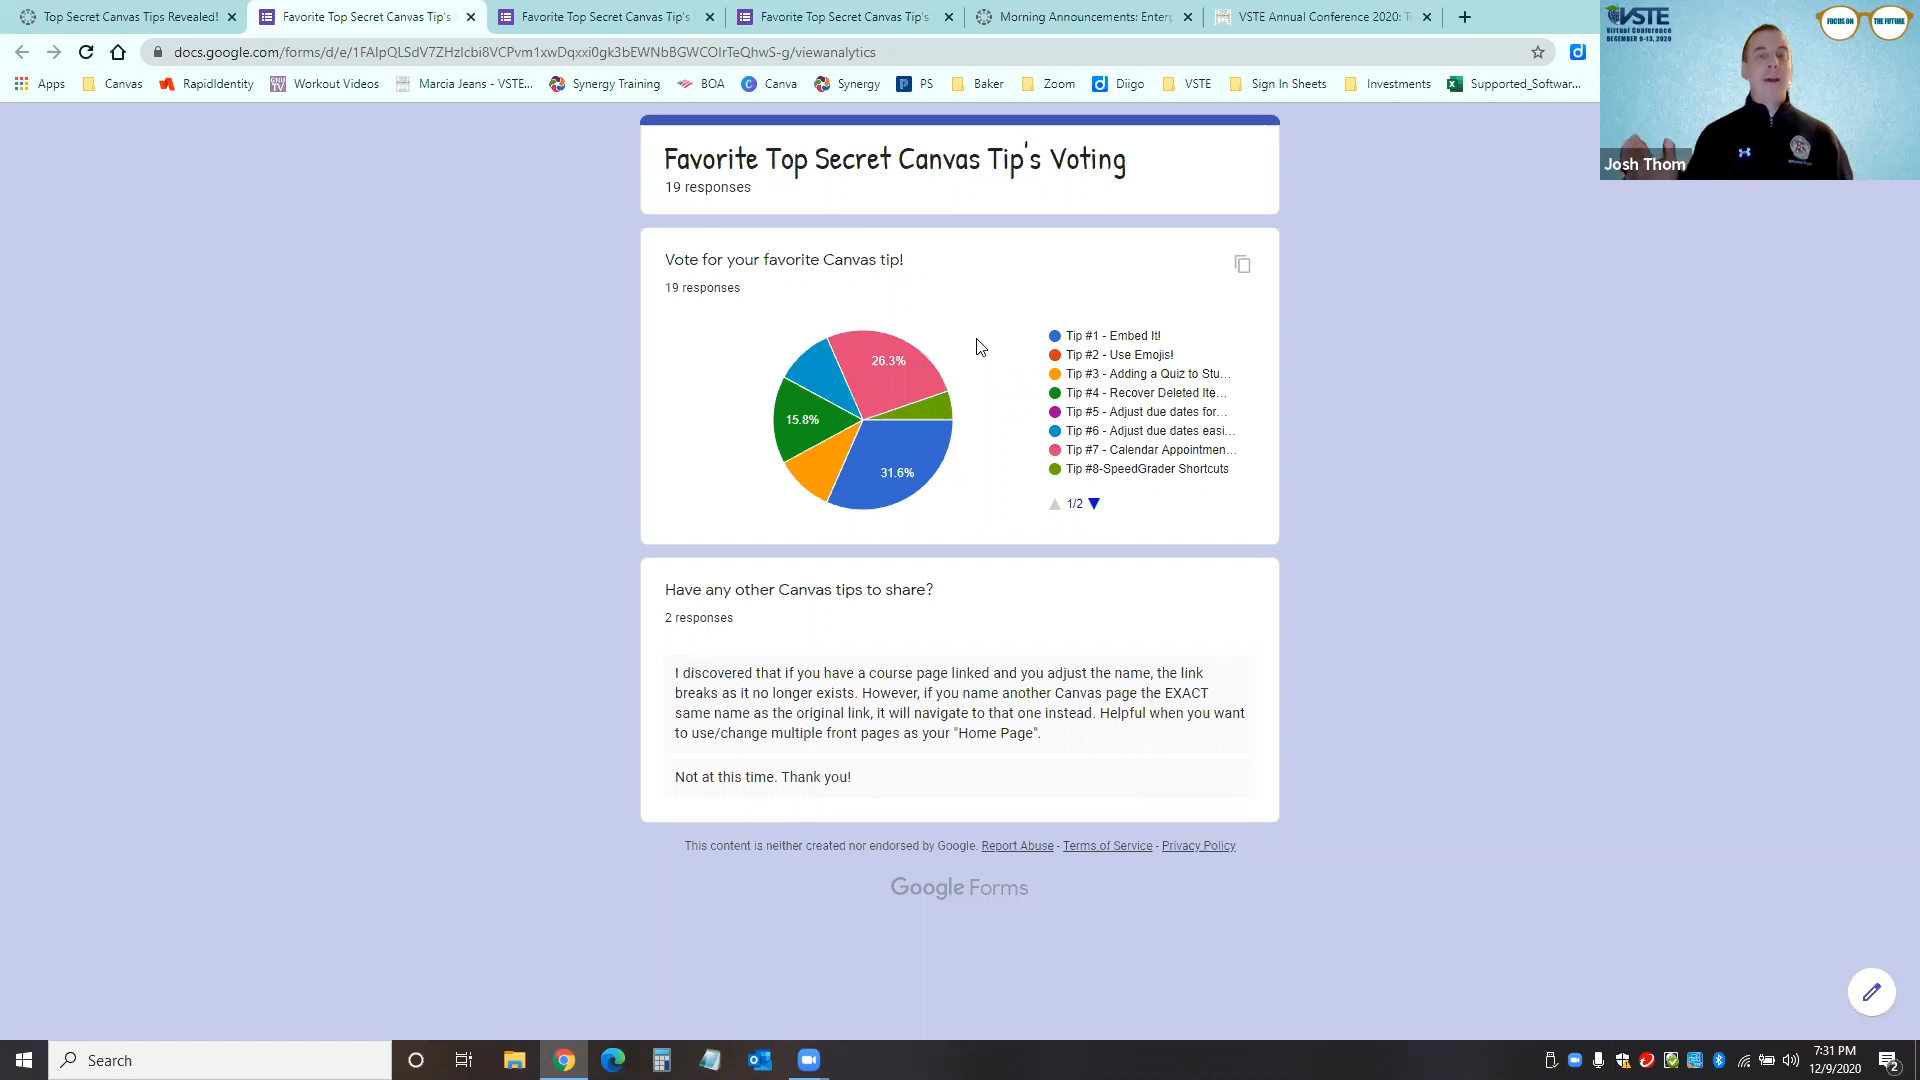 Top Secret Canvas Tips Revealed!
Favorite Top Secret Canvas Tip's
Favorite Top Secret Canvas Tip's
Favorite Top Secret Canvas Tip's
Morning Announcements: Enter
VSTE Annual Conference 2020: T
docs.google.com/forms/d/e/1FAIpQLSdV7ZHzIcbi8VCPvm1xwDqxxi0gk3bEWNbBGWCOIrTeQhwS-g/viewanalytics
Apps
Canvas
RapidIdentity
Workout Videos
Marcia Jeans - VSTE...
Synergy Training
BOA
Canva
Synergy
PS
Baker
Zoom
Diigo
VSTE
Sign In Sheets
Investments
Supported_Softwar...
VSTE
Virtual Conference
DECEMBER 9-13, 2020
FOCUS ON
THE FUTURE
Josh Thom
Favorite Top Secret Canvas Tip's Voting
19 responses
Vote for your favorite Canvas tip!
19 responses
26.3%
15.8%
31.6%
Tip #1 - Embed It!
Tip #2 - Use Emojis!
Tip #3 - Adding a Quiz to Stu...
Tip #4 - Recover Deleted Ite...
Tip #5 - Adjust due dates for...
Tip #6 - Adjust due dates easi...
Tip #7 - Calendar Appointmen...
Tip #8-SpeedGrader Shortcuts
1/2
Have any other Canvas tips to share?
2 responses
I discovered that if you have a course page linked and you adjust the name, the link
breaks as it no longer exists. However, if you name another Canvas page the EXACT
same name as the original link, it will navigate to that one instead. Helpful when you want
to use/change multiple front pages as your "Home Page".
Not at this time. Thank you!
This content is neither created nor endorsed by Google. Report Abuse - Terms of Service - Privacy Policy
Google Forms
Search
7:31 PM
12/9/2020
2